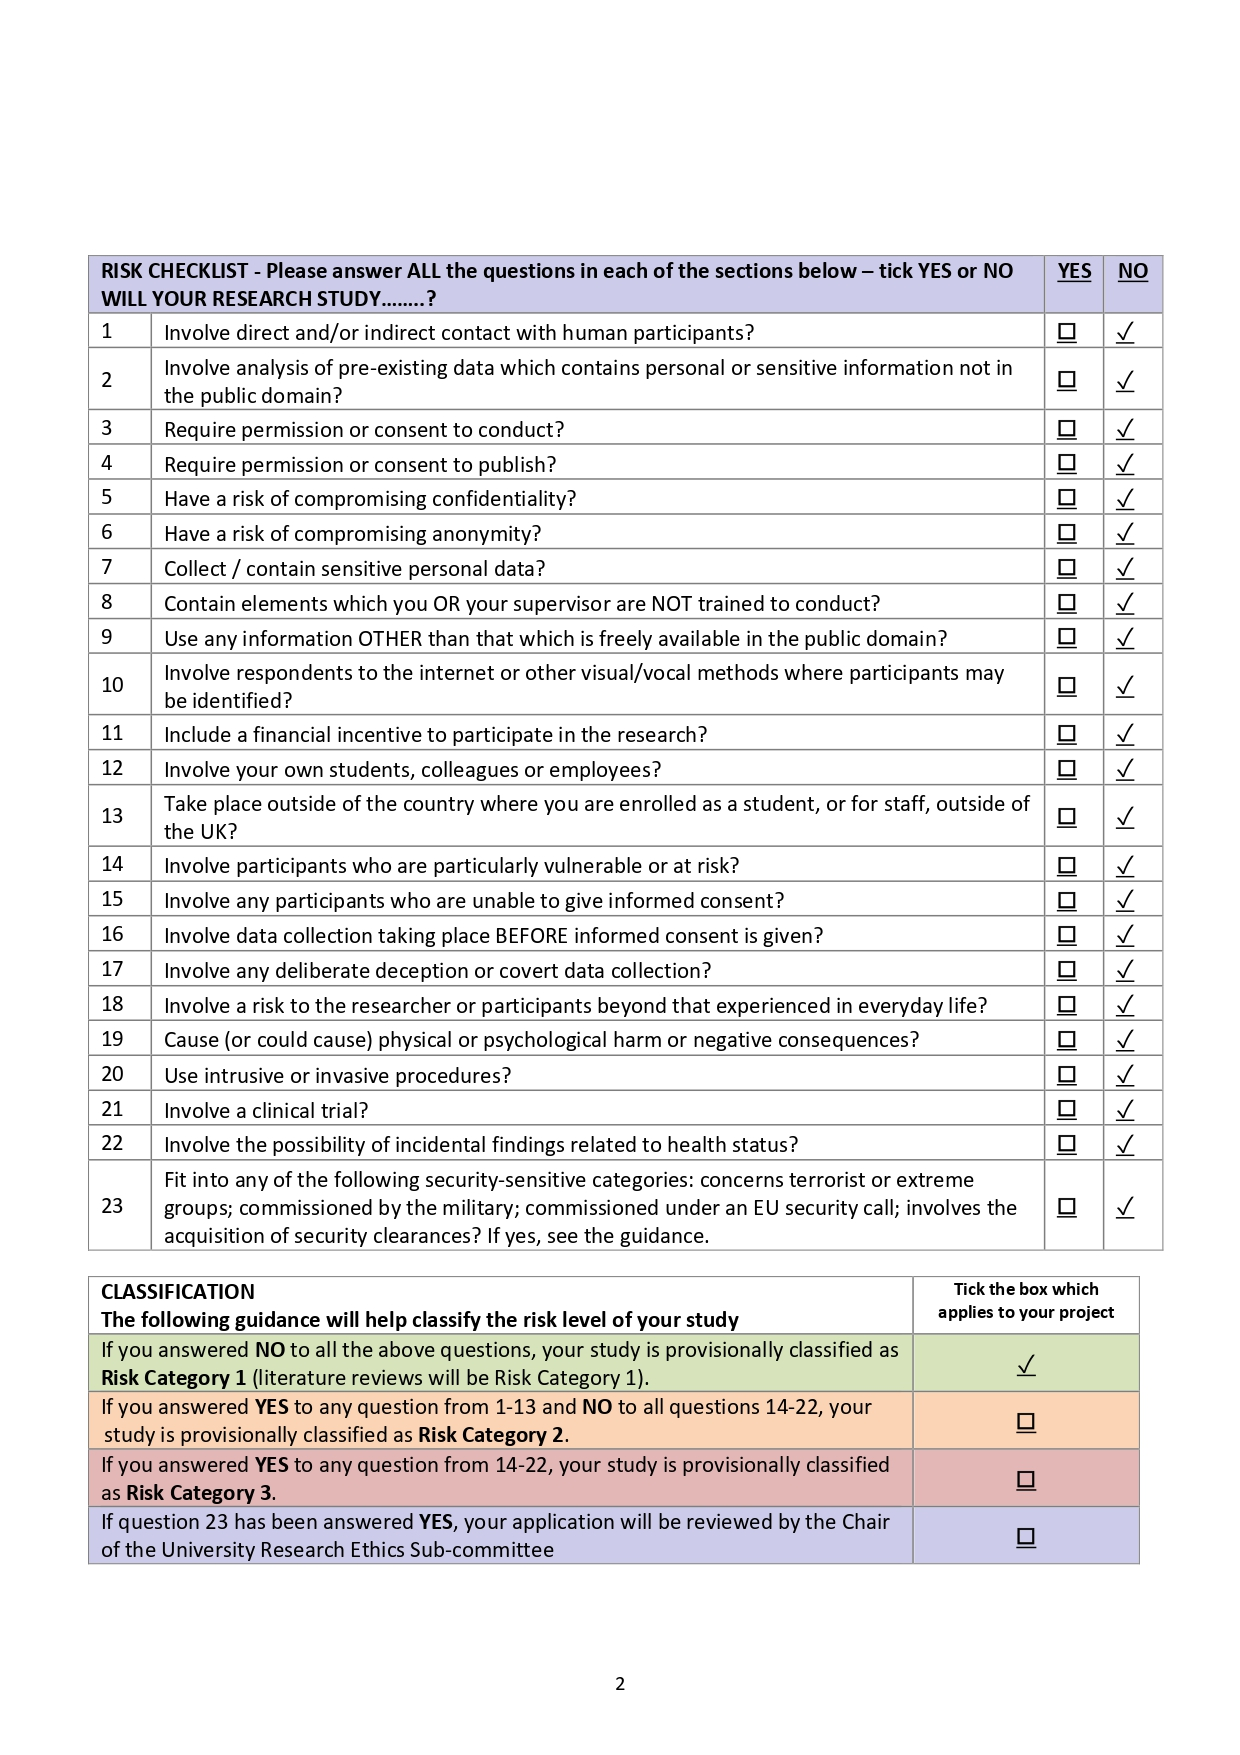 RISK CHECKLIST - Please answer ALL the questions in each of the sections below – tick YES or NO YES NO
WILL YOUR RESEARCH STUDY........?
1 Involve direct and/or indirect contact with human participants? ☐ ✓
2 Involve analysis of pre-existing data which contains personal or sensitive information not in
the public domain? ☐ ✓
3 Require permission or consent to conduct? ☐ ✓
4 Require permission or consent to publish? ☐ ✓
5 Have a risk of compromising confidentiality? ☐ ✓
6 Have a risk of compromising anonymity? ☐ ✓
7 Collect / contain sensitive personal data? ☐ ✓
8 Contain elements which you OR your supervisor are NOT trained to conduct? ☐ ✓
9 Use any information OTHER than that which is freely available in the public domain? ☐ ✓
10 Involve respondents to the internet or other visual/vocal methods where participants may
be identified? ☐ ✓
11 Include a financial incentive to participate in the research? ☐ ✓
12 Involve your own students, colleagues or employees? ☐ ✓
13 Take place outside of the country where you are enrolled as a student, or for staff, outside of
the UK? ☐ ✓
14 Involve participants who are particularly vulnerable or at risk? ☐ ✓
15 Involve any participants who are unable to give informed consent? ☐ ✓
16 Involve data collection taking place BEFORE informed consent is given? ☐ ✓
17 Involve any deliberate deception or covert data collection? ☐ ✓
18 Involve a risk to the researcher or participants beyond that experienced in everyday life? ☐ ✓
19 Cause (or could cause) physical or psychological harm or negative consequences? ☐ ✓
20 Use intrusive or invasive procedures? ☐ ✓
21 Involve a clinical trial? ☐ ✓
22 Involve the possibility of incidental findings related to health status? ☐ ✓
23 Fit into any of the following security-sensitive categories: concerns terrorist or extreme
groups; commissioned by the military; commissioned under an EU security call; involves the
acquisition of security clearances? If yes, see the guidance. ☐ ✓
CLASSIFICATION
The following guidance will help classify the risk level of your study
Tick the box which
applies to your project
If you answered NO to all the above questions, your study is provisionally classified as
Risk Category 1 (literature reviews will be Risk Category 1). ✓
If you answered YES to any question from 1-13 and NO to all questions 14-22, your
study is provisionally classified as Risk Category 2. ☐
If you answered YES to any question from 14-22, your study is provisionally classified
as Risk Category 3. ☐
If question 23 has been answered YES, your application will be reviewed by the Chair
of the University Research Ethics Sub-committee ☐
2